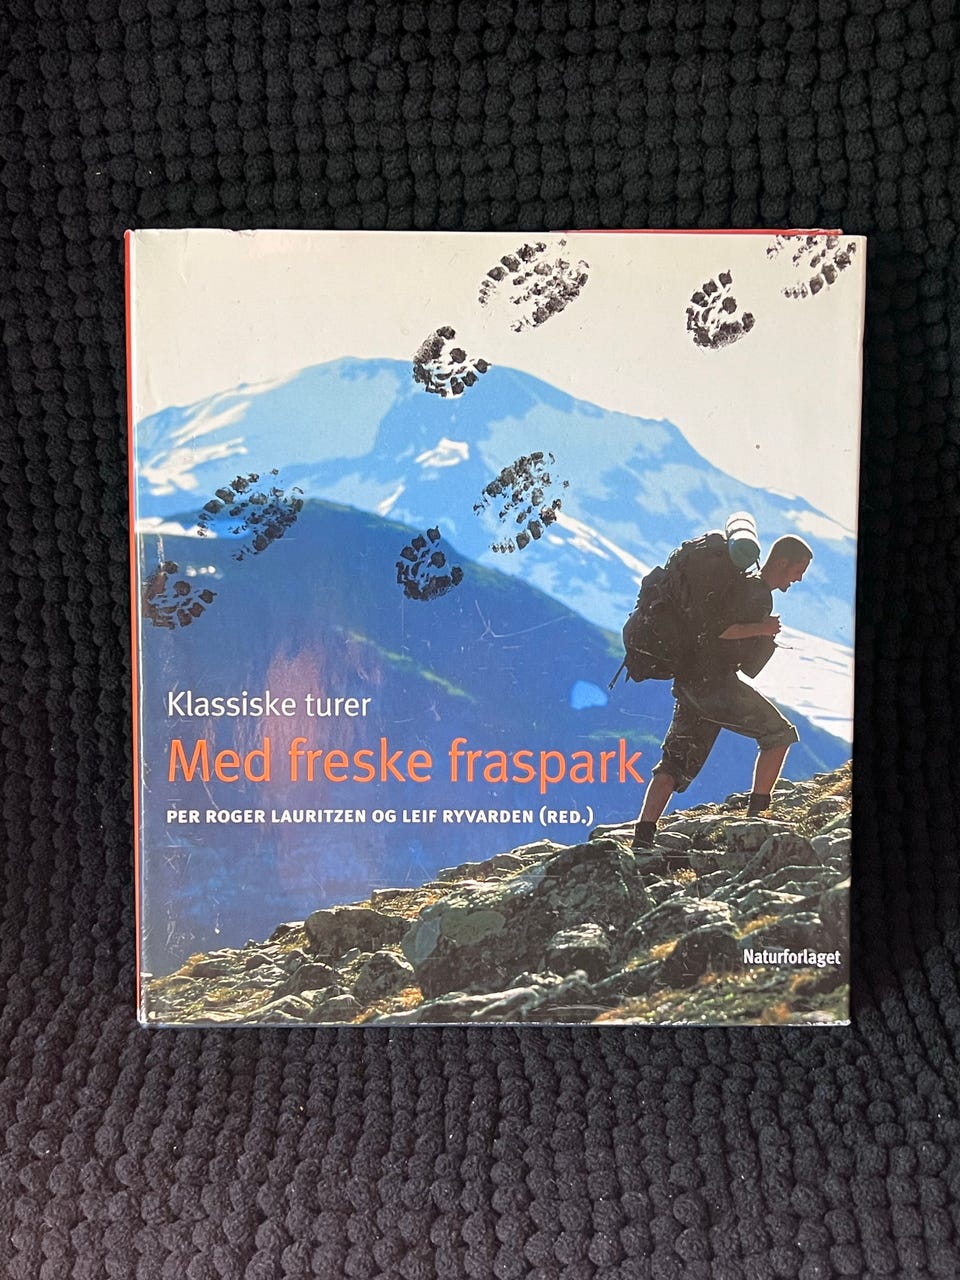 Klassiske turer
Med freske fraspark
PER ROGER LAURITZEN OG LEIF RYVARDEN (RED.)
Naturforlaget